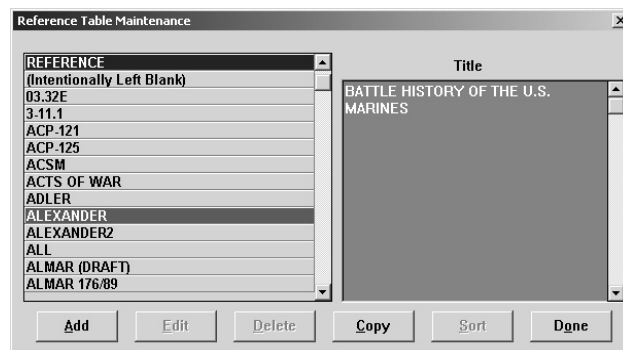 Reference Table Maintenance
REFERENCE
(Intentionally Left Blank)
03.32E
3-11.1
ACP-121
ACP-125
ACSM
ACTS OF WAR
ADLER
ALEXANDER
ALEXANDER2
ALL
ALMAR (DRAFT)
ALMAR 176/89
Title
BATTLE HISTORY OF THE U.S.
MARINES
Add Edit Delete Copy Sort Done